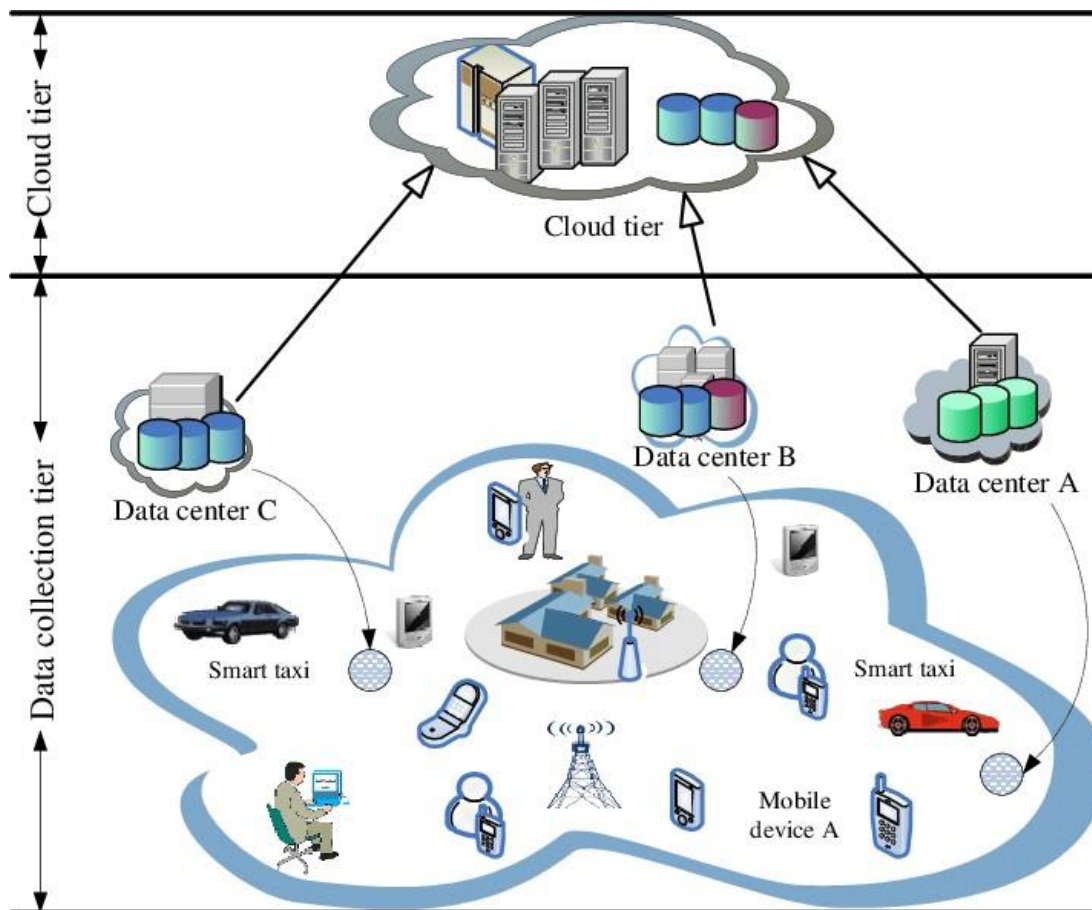 Cloud tier
Cloud tier
Data collection tier
Data center B
Data center A
Data center C
Smart taxi
Smart taxi
Mobile
device A